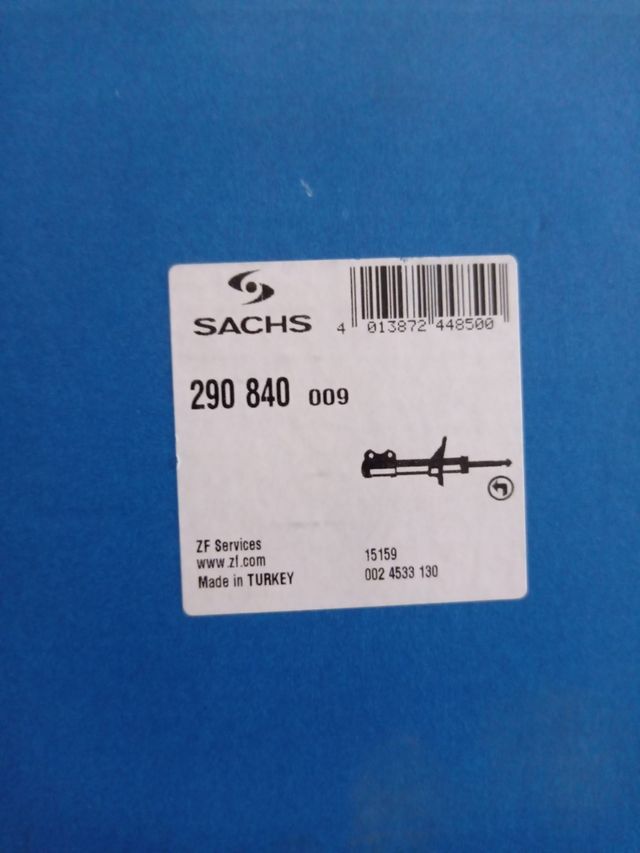 SACHS
4 013872 448500
290 840 009
ZF Services
www.zf.com
Made in TURKEY
15159
002 4533 130